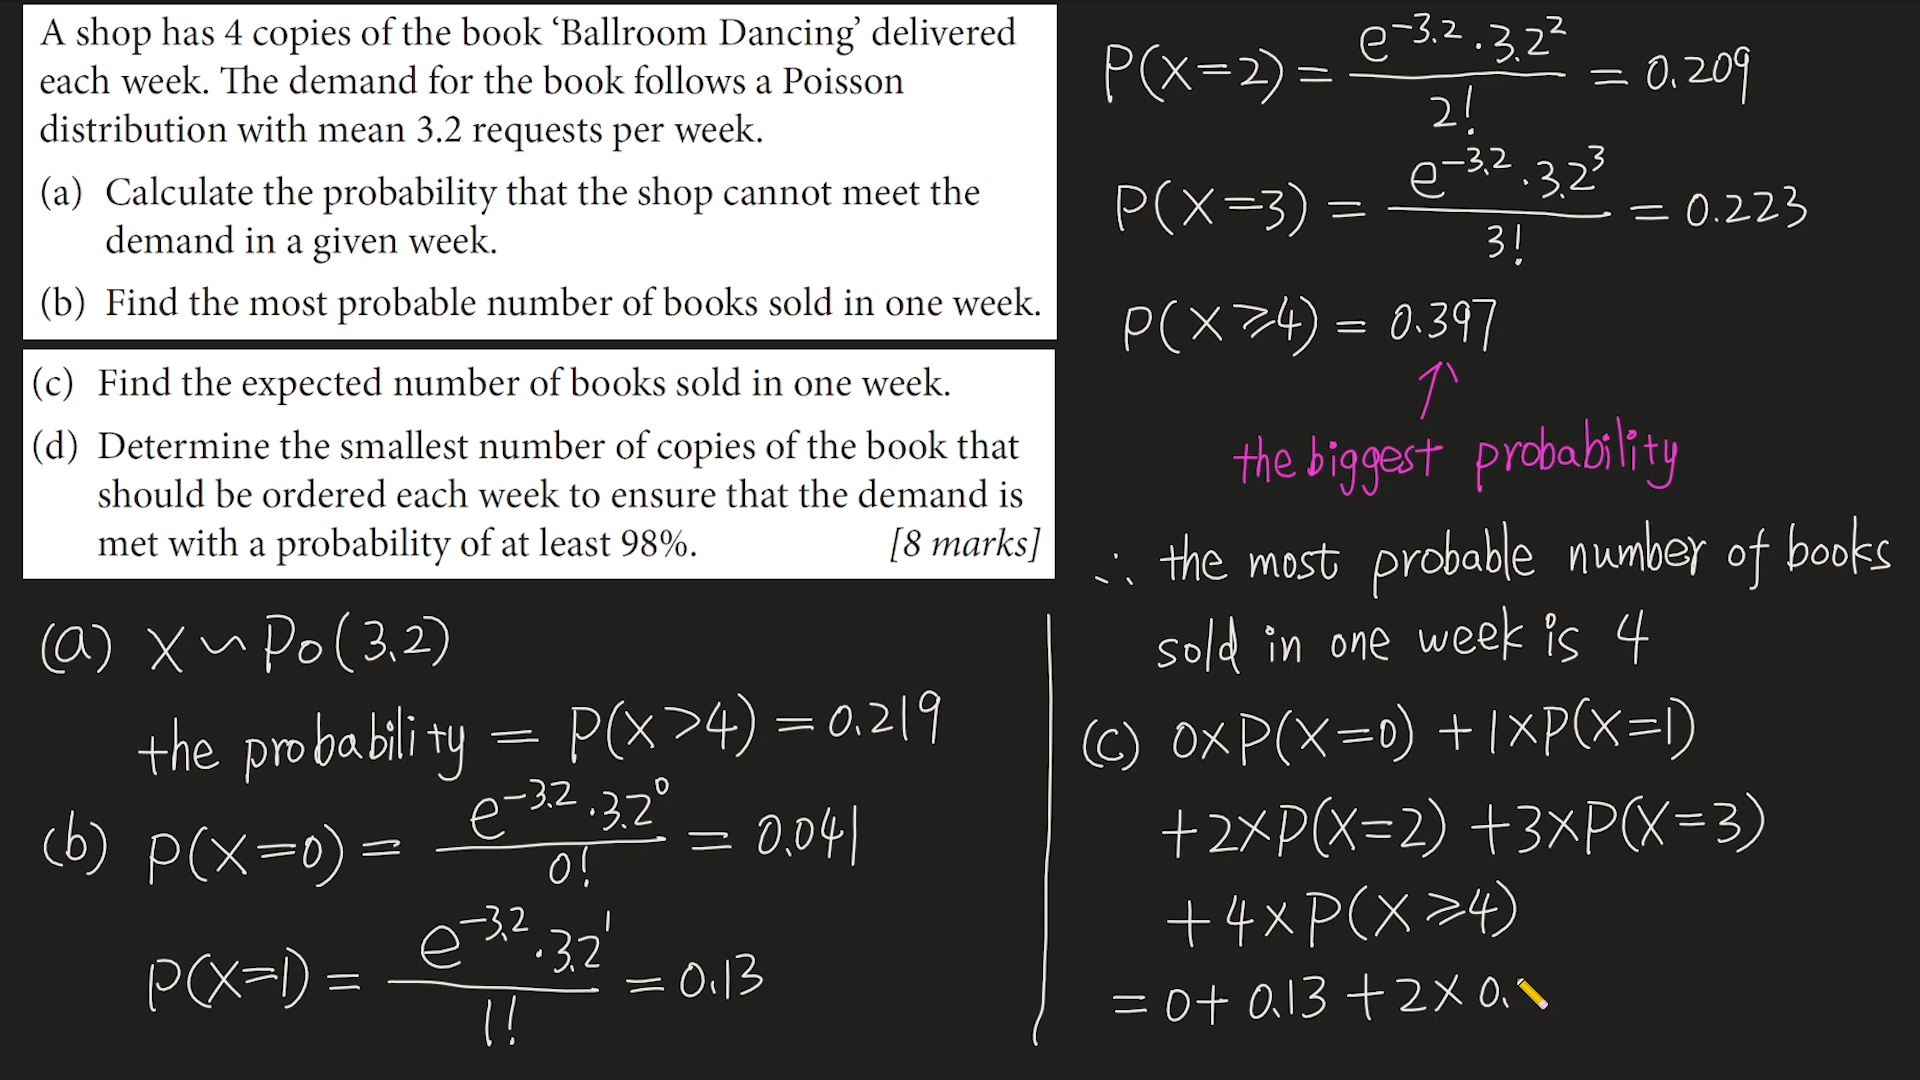 A shop has 4 copies of the book ‘Ballroom Dancing’ delivered
each week. The demand for the book follows a Poisson
distribution with mean 3.2 requests per week.
(a) Calculate the probability that the shop cannot meet the
demand in a given week.
(b) Find the most probable number of books sold in one week.
(c) Find the expected number of books sold in one week.
(d) Determine the smallest number of copies of the book that
should be ordered each week to ensure that the demand is
met with a probability of at least 98%. [8 marks]
(a) X ~ Po(3.2)
the probability = P(X>4) = 0.219
(b) P(X=0) = e^-3.2 · 3.2^0 / 0! = 0.041
P(X=1) = e^-3.2 · 3.2^1 / 1! = 0.13
P(X=2) = e^-3.2 · 3.2^2 / 2! = 0.209
P(X=3) = e^-3.2 · 3.2^3 / 3! = 0.223
P(X⩾4) = 0.397
↑
the biggest probability
∴ the most probable number of books
sold in one week is 4
(c) 0×P(X=0) + 1×P(X=1)
+2×P(X=2) +3×P(X=3)
+4×P(X⩾4)
= 0+ 0.13 + 2× 0.